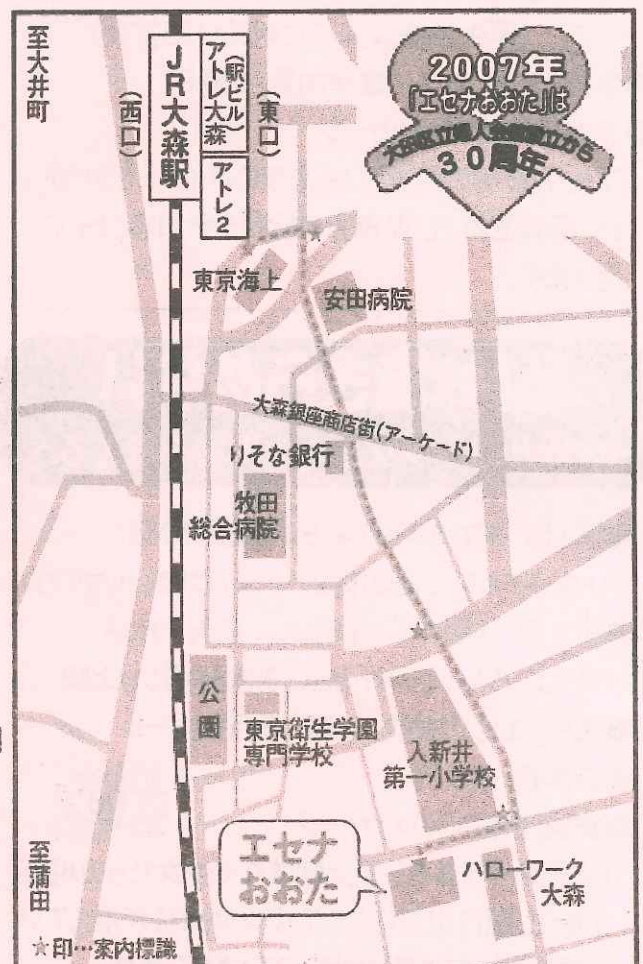 至大井町
JR大森駅
(西口)
(駅ビル)
アトレ大森
アトレ2
(東口)
2007年
「エセナおおた」は
大田区立婦人会館設立から
30周年
東京海上
安田病院
大森銀座商店街(アーケード)
りそな銀行
牧田
総合病院
公園
東京衛生学園
専門学校
入新井
第一小学校
エセナ
おおた
ハローワーク
大森
至蒲田
☆印…案内標識